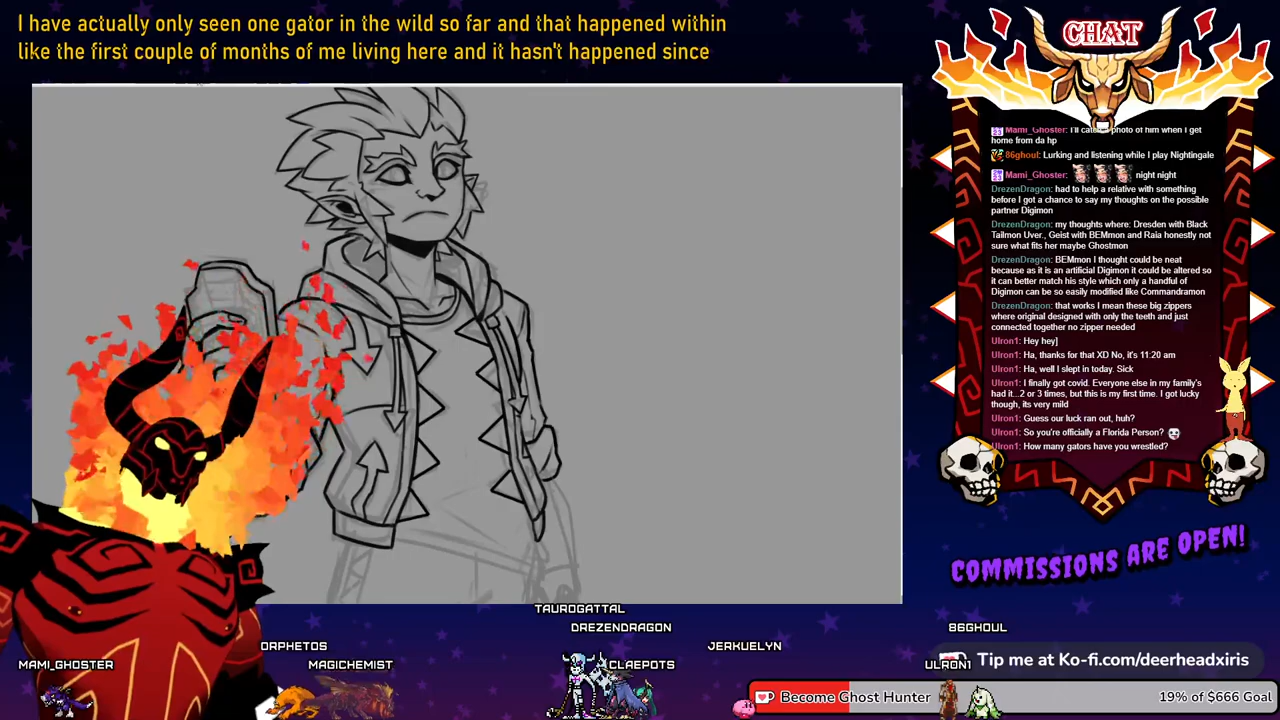 I have actually only seen one gator in the wild so far and that happened within
like the first couple of months of me living here and it hasn't happened since
CHAT
Mami_Ghoster: I'll catch a photo of him when I get
home from da hp
86ghoul: Lurking and listening while I play Nightingale
Mami_Ghoster: night night
DrezenDragon: had to help a relative with something
before I got a chance to say my thoughts on the possible
partner Digimon
DrezenDragon: my thoughts where: Dresden with Black
Tailmon Uver., Geist with BEMmon and Raia honestly not
sure what fits her maybe Ghostmon
DrezenDragon: BEMmon I thought could be neat
because as it is an artificial Digimon it could be altered so
it can better match his style which only a handful of
Digimon can be so easily modified like Commandramon
DrezenDragon: that works I mean these big zippers
where original designed with only the teeth and just
connected together no zipper needed
Ulron1: Hey hey]
Ulron1: Ha, thanks for that XD No, it's 11:20 am
Ulron1: Ha, well I slept in today. Sick
Ulron1: I finally got covid. Everyone else in my family's
had it...2 or 3 times, but this is my first time. I got lucky
though, its very mild
Ulron1: Guess our luck ran out, huh?
Ulron1: So you're officially a Florida Person?
Ulron1: How many gators have you wrestled?
COMMISSIONS ARE OPEN!
TAUROGATTAL
DREZENDRAGON
86GHOUL
ORPHETOS
JERKUELYN
MAMI_GHOSTER
MAGICHEMIST
CLAEPOTS
ULRON1
Tip me at Ko-fi.com/deerheadxiris
Become Ghost Hunter
19% of $666 Goal